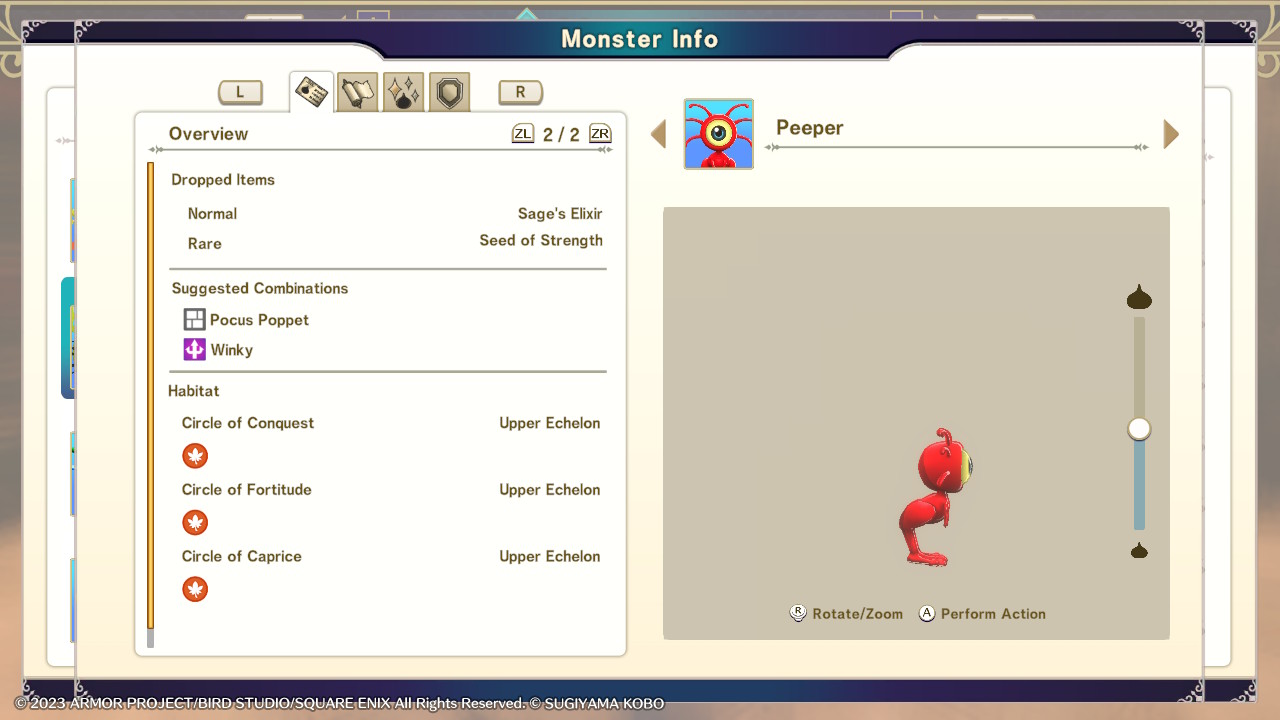 Monster Info
L
R
Overview
ZL 2 / 2 ZR
Peeper
Dropped Items
Normal Sage's Elixir
Rare Seed of Strength
Suggested Combinations
Pocus Poppet
Winky
Habitat
Circle of Conquest Upper Echelon
Circle of Fortitude Upper Echelon
Circle of Caprice Upper Echelon
R Rotate/Zoom A Perform Action
© 2023 ARMOR PROJECT/BIRD STUDIO/SQUARE ENIX All Rights Reserved. © SUGIYAMA KOBO